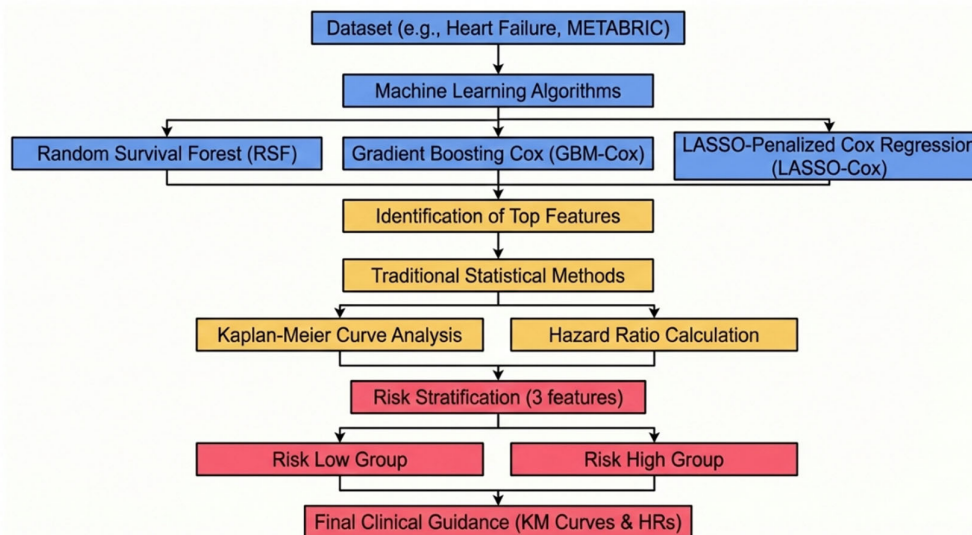 Dataset (e.g., Heart Failure, METABRIC)
Machine Learning Algorithms
Random Survival Forest (RSF)
Gradient Boosting Cox (GBM-Cox)
LASSO-Penalized Cox Regression
(LASSO-Cox)
Identification of Top Features
Traditional Statistical Methods
Kaplan-Meier Curve Analysis
Hazard Ratio Calculation
Risk Stratification (3 features)
Risk Low Group
Risk High Group
Final Clinical Guidance (KM Curves & HRs)